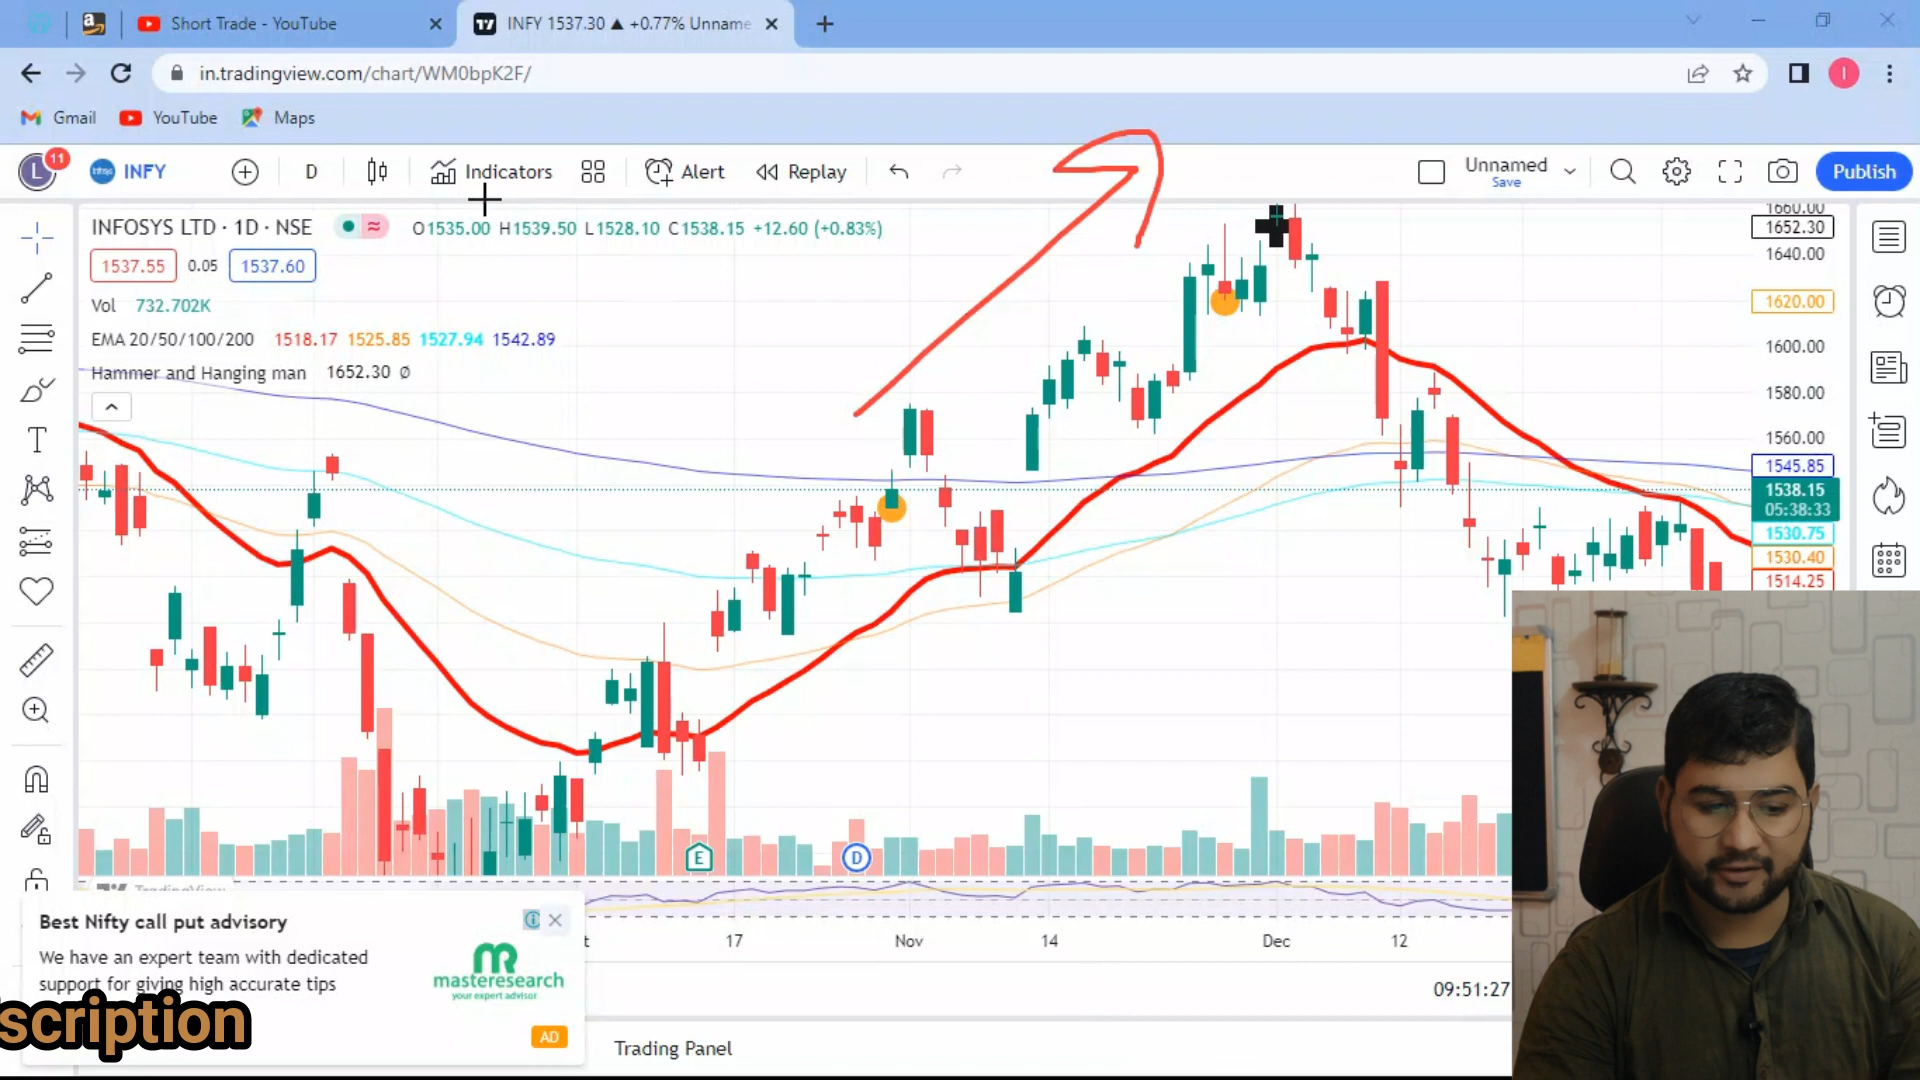 Short Trade - YouTube
INFY 1537.30 ▲ +0.77% Unname
in.tradingview.com/chart/WM0bpK2F/
I
Gmail
YouTube
Maps
L
11
INFY
D
Indicators
Alert
Replay
Unnamed
Save
Publish
INFOSYS LTD · 1D · NSE
O1535.00 H1539.50 L1528.10 C1538.15 +12.60 (+0.83%)
1537.55
0.05
1537.60
Vol 732.702K
EMA 20/50/100/200 1518.17 1525.85 1527.94 1542.89
Hammer and Hanging man 1652.30 Ø
1660.00
1652.30
1640.00
1620.00
1600.00
1580.00
1560.00
1545.85
1538.15
05:38:33
1530.75
1530.40
1514.25
E
D
TradingView
t
17
Nov
14
Dec
12
Best Nifty call put advisory
We have an expert team with dedicated
support for giving high accurate tips
masteresearch
your expert advisor
AD
scription
09:51:27
Trading Panel